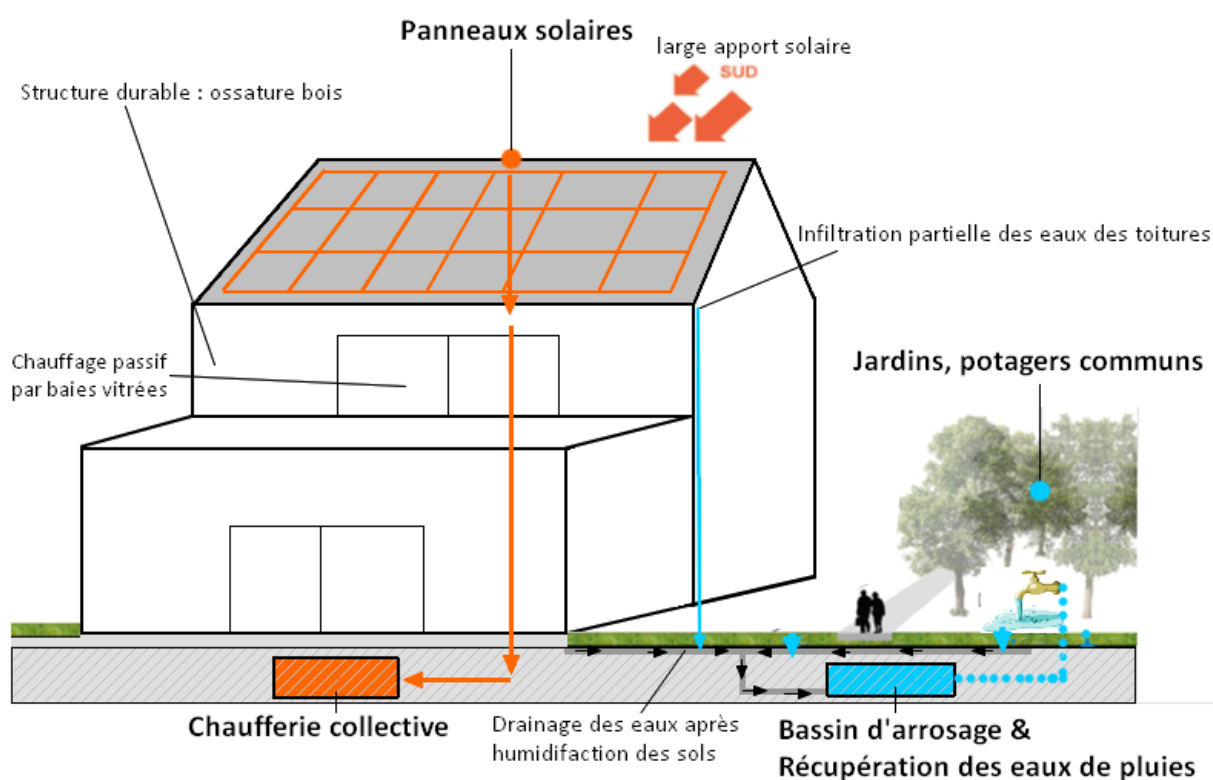 Panneaux solaires
large apport solaire
SUD
Structure durable : ossature bois
Infiltration partielle des eaux des toitures
Chauffage passif
par baies vitrées
Jardins, potagers communs
Chaufferie collective
Drainage des eaux après
humidifaction des sols
Bassin d'arrosage &
Récupération des eaux de pluies